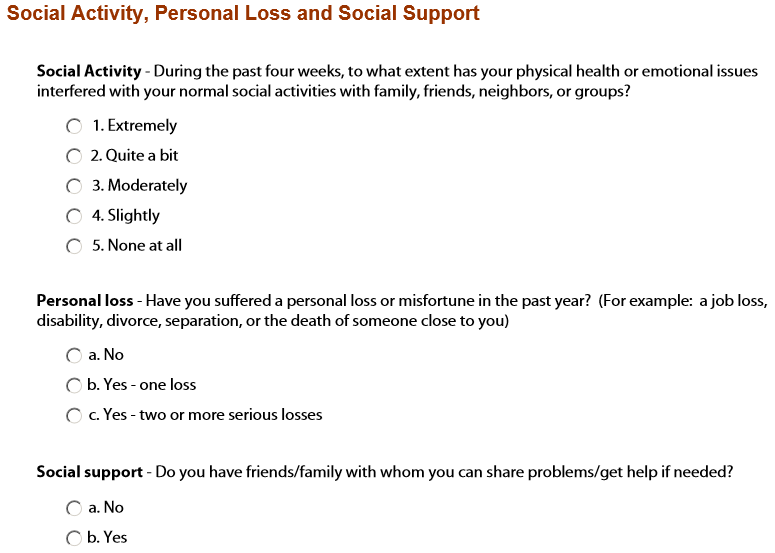 Social Activity, Personal Loss and Social Support
Social Activity - During the past four weeks, to what extent has your physical health or emotional issues
interfered with your normal social activities with family, friends, neighbors, or groups?
1. Extremely
2. Quite a bit
3. Moderately
4. Slightly
5. None at all
Personal loss - Have you suffered a personal loss or misfortune in the past year? (For example: a job loss,
disability, divorce, separation, or the death of someone close to you)
a. No
b. Yes - one loss
c. Yes - two or more serious losses
Social support - Do you have friends/family with whom you can share problems/get help if needed?
a. No
b. Yes